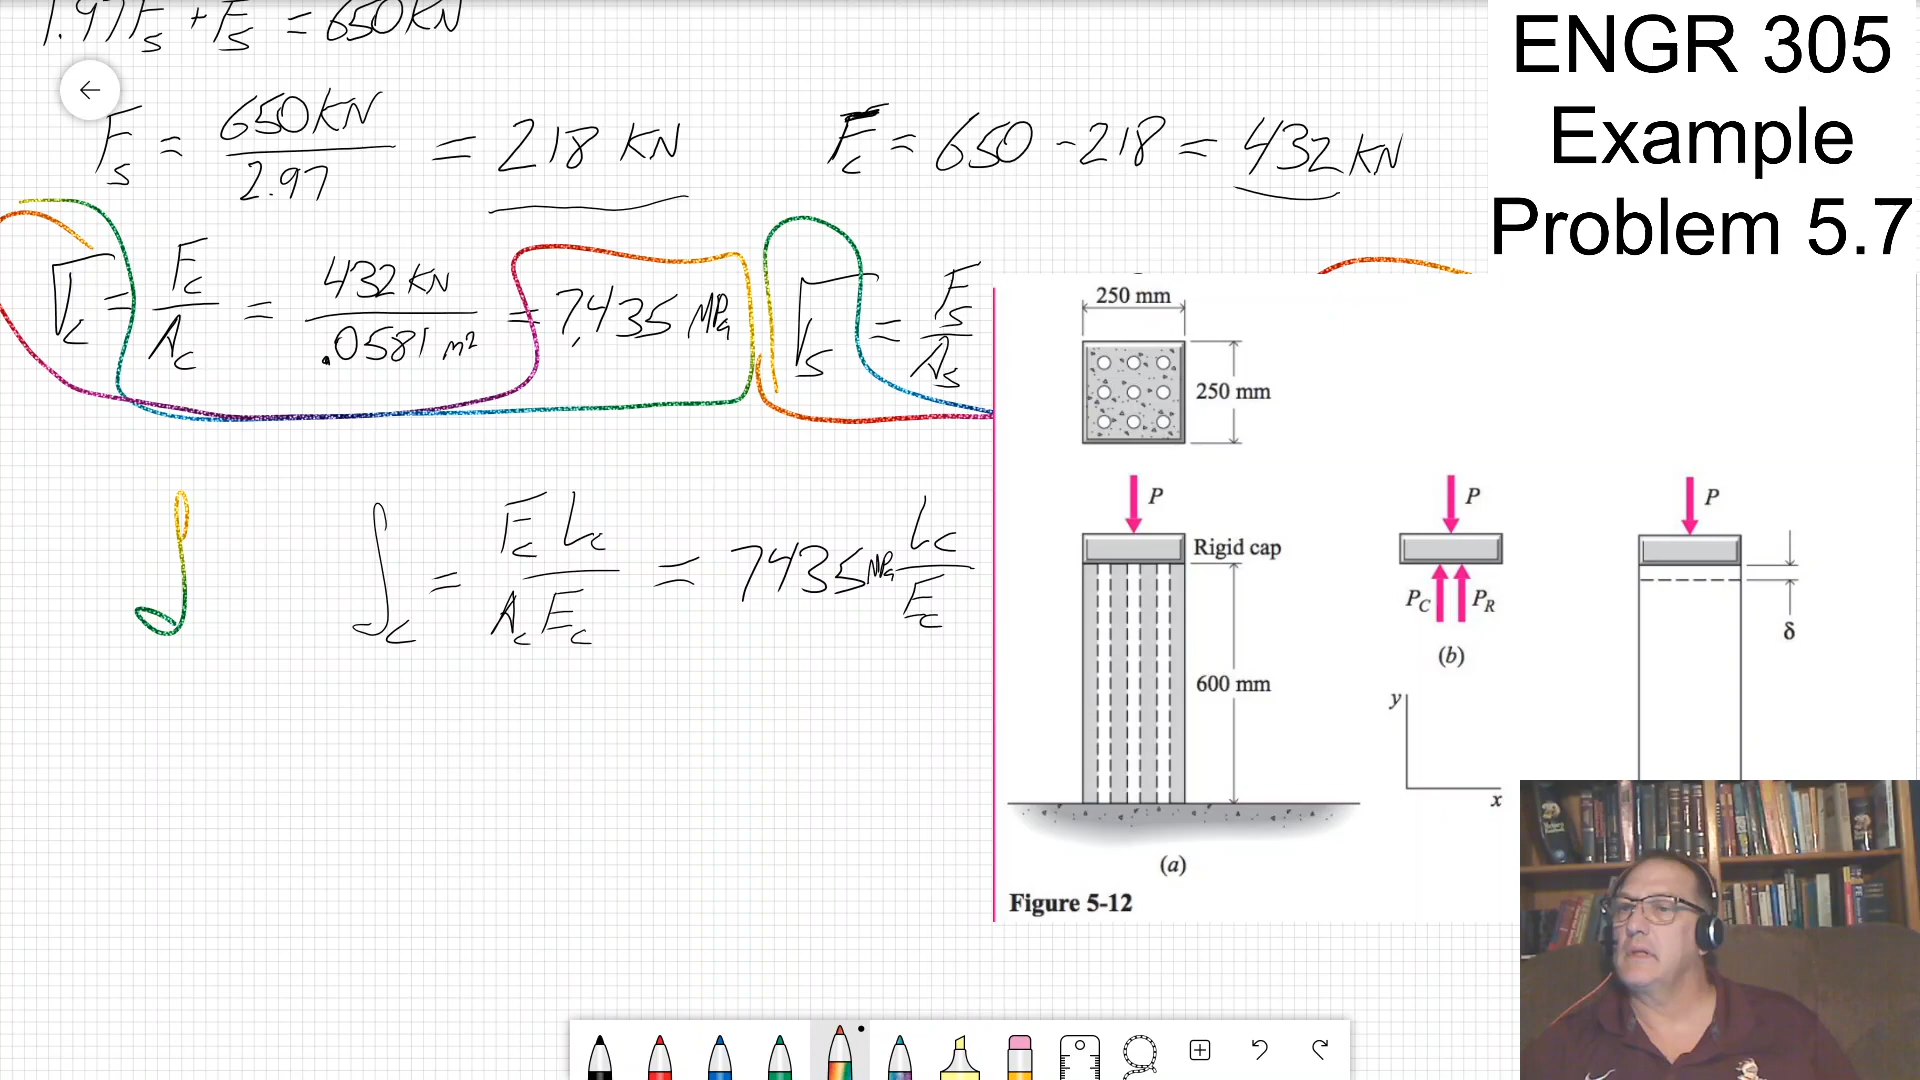 1.97Fs + Fs = 650KN
Fs = 650KN / 2.97 = 218 KN
Fc = 650 - 218 = 432 KN
σc = Fc / Ac = 432 KN / .0581 m² = 7.435 MPa
σs = Fs / As
δ
δc = Fc Lc / Ac Ec = 7.435 MPa Lc / Ec
ENGR 305
Example
Problem 5.7
250 mm
250 mm
P
Rigid cap
600 mm
(a)
P
PC
PR
(b)
y
x
P
δ
Figure 5-12